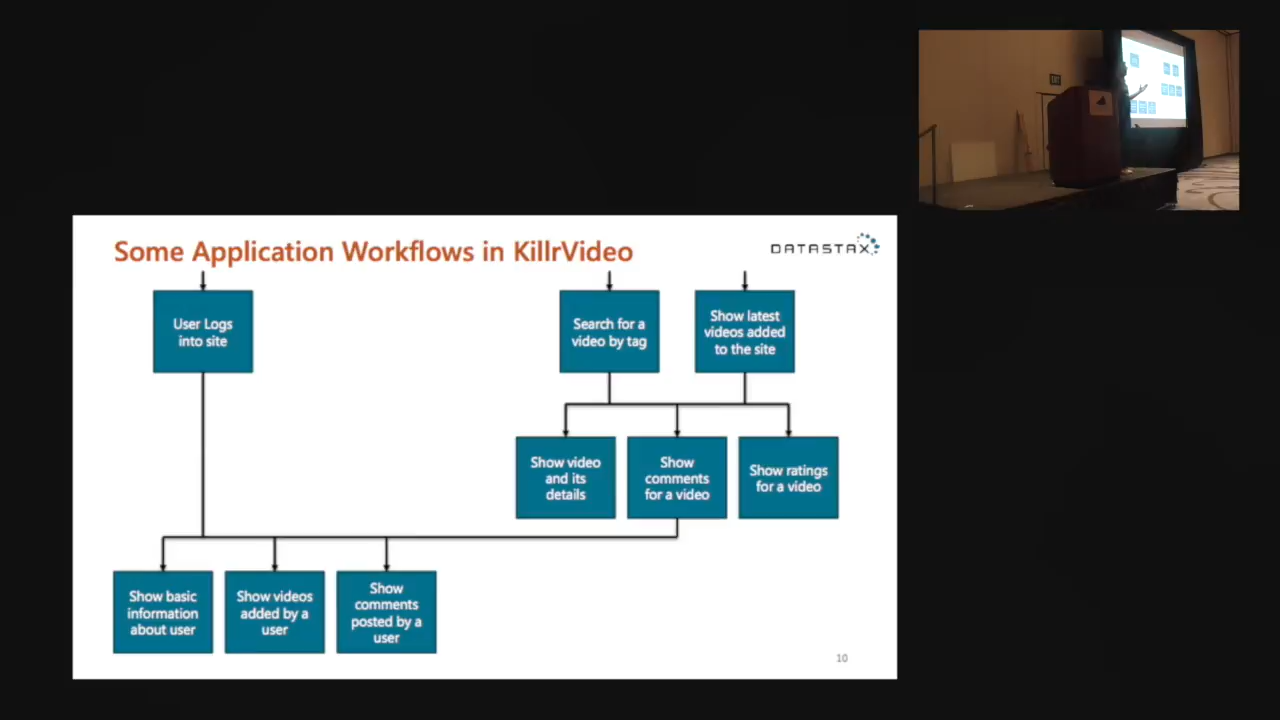 Some Application Workflows in KillrVideo
DATASTAX
User Logs
into site
Search for a
video by tag
Show latest
videos added
to the site
Show video
and its
details
Show
comments
for a video
Show ratings
for a video
Show basic
information
about user
Show videos
added by a
user
Show
comments
posted by a
user
10
EXIT